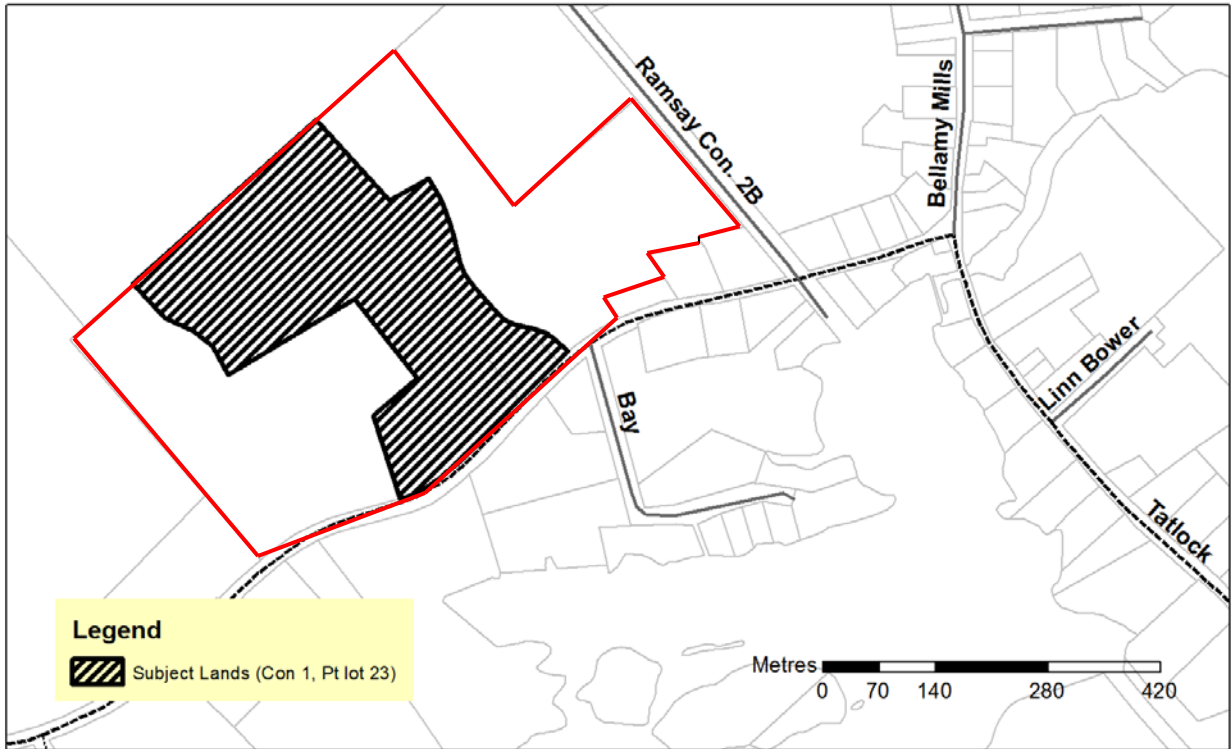 Ramsay Con. 2B
Bellamy Mills
Linn Bower
Bay
Tatlock
Legend
Subject Lands (Con 1, Pt lot 23)
Metres
0 70 140 280 420